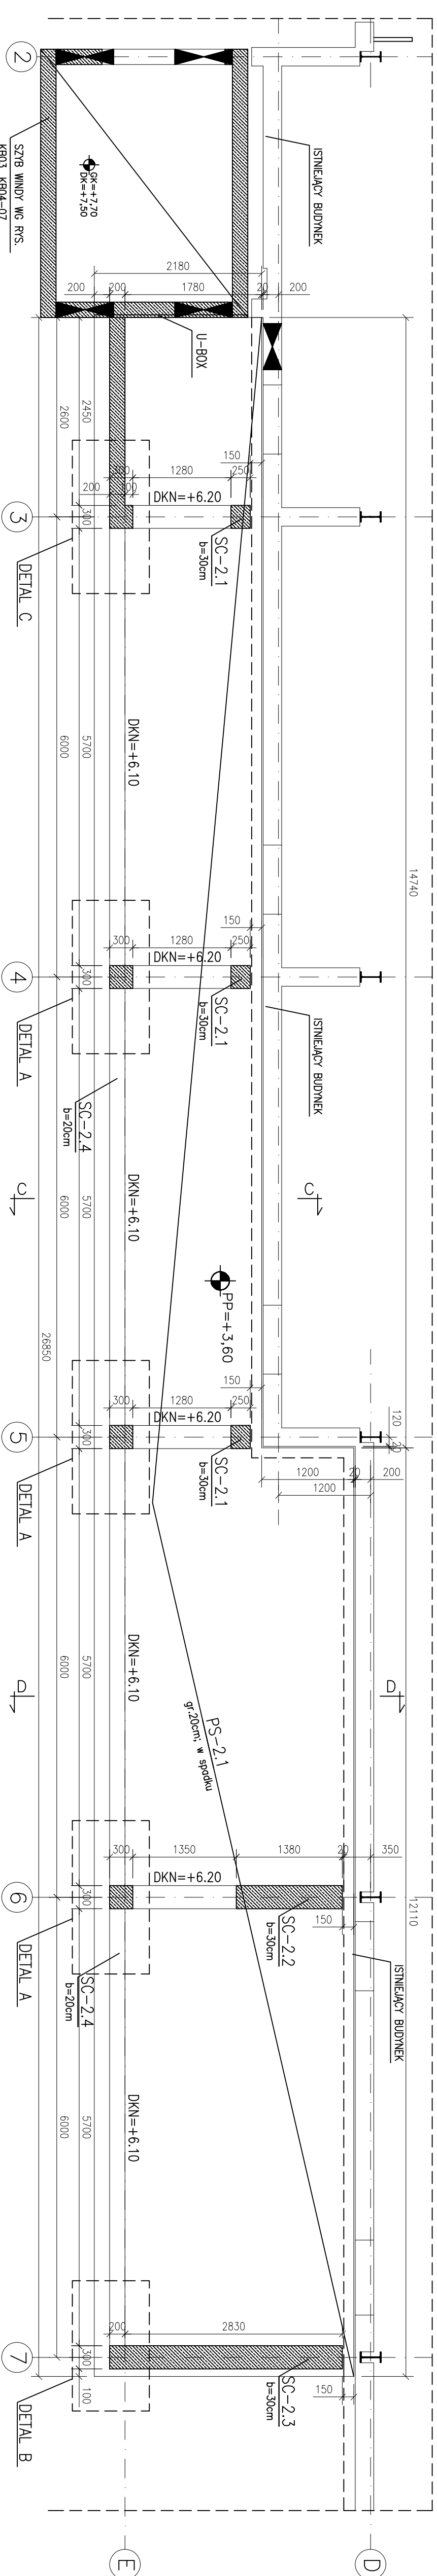 2
SZYB WINDY WG RYS.
GK=+7,70
DK=+7,50
ISTNIEJĄCY BUDYNEK
2180
20
200
200
200
1780
200
U-BOX
2600
2450
150
300
1280
250
DKN=+6.20
200
100
300
3
SC-2.1
b=30cm
DETAL C
DKN=+6.10
5700
6000
14740
150
300
1280
250
DKN=+6.20
300
4
SC-2.1
b=30cm
ISTNIEJĄCY BUDYNEK
DETAL A
SC-2.4
b=20cm
C
C
DKN=+6.10
5700
6000
PP=+3,60
26850
150
300
1280
250
DKN=+6.20
300
5
SC-2.1
b=30cm
120
20
1200
20
200
1200
DETAL A
DKN=+6.10
5700
6000
D
D
PS-2.1
gr.20cm; w spadku
300
1350
1380
20
350
DKN=+6.20
300
6
12110
150
SC-2.2
b=30cm
ISTNIEJĄCY BUDYNEK
DETAL A
SC-2.4
b=20cm
DKN=+6.10
5700
6000
200
2830
300
7
150
100
SC-2.3
b=30cm
DETAL B
E
D